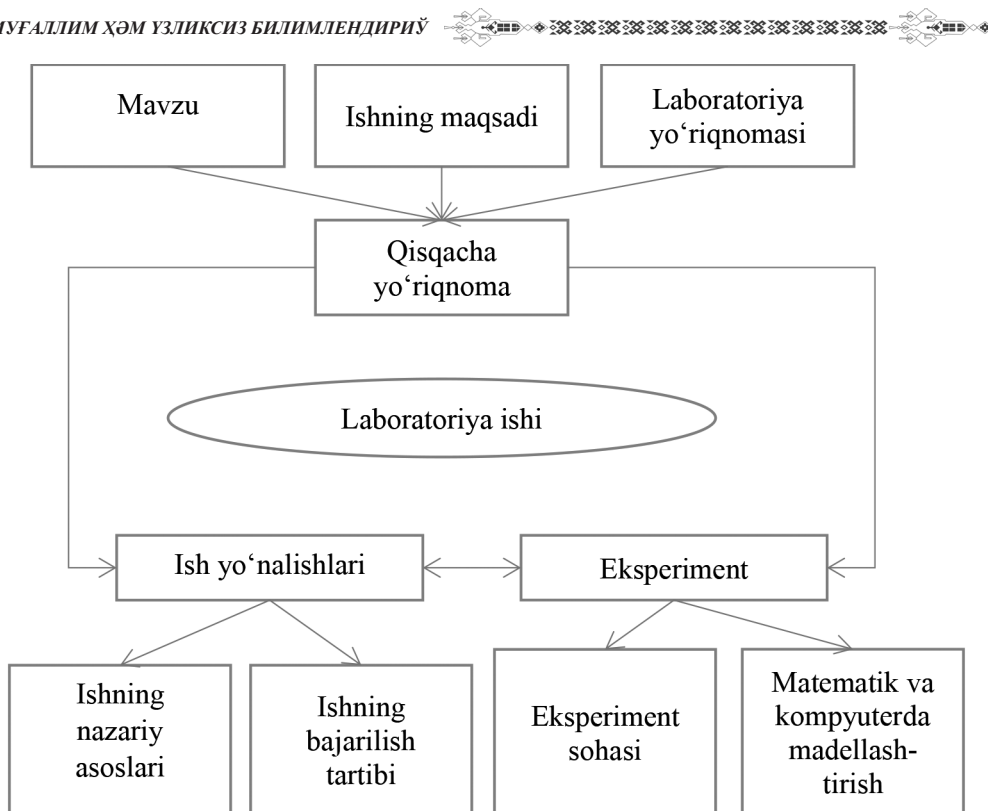 МУҒАЛЛИМ ҲӘМ ҮЗЛИКСИЗ БИЛИМЛЕНДИРИЎ
Mavzu
Ishning maqsadi
Laboratoriya
yo‘riqnomasi
Qisqacha
yo‘riqnoma
Laboratoriya ishi
Ish yo‘nalishlari
Eksperiment
Ishning
nazariy
asoslari
Ishning
bajarilish
tartibi
Eksperiment
sohasi
Matematik va
kompyuterda
madellash-
tirish